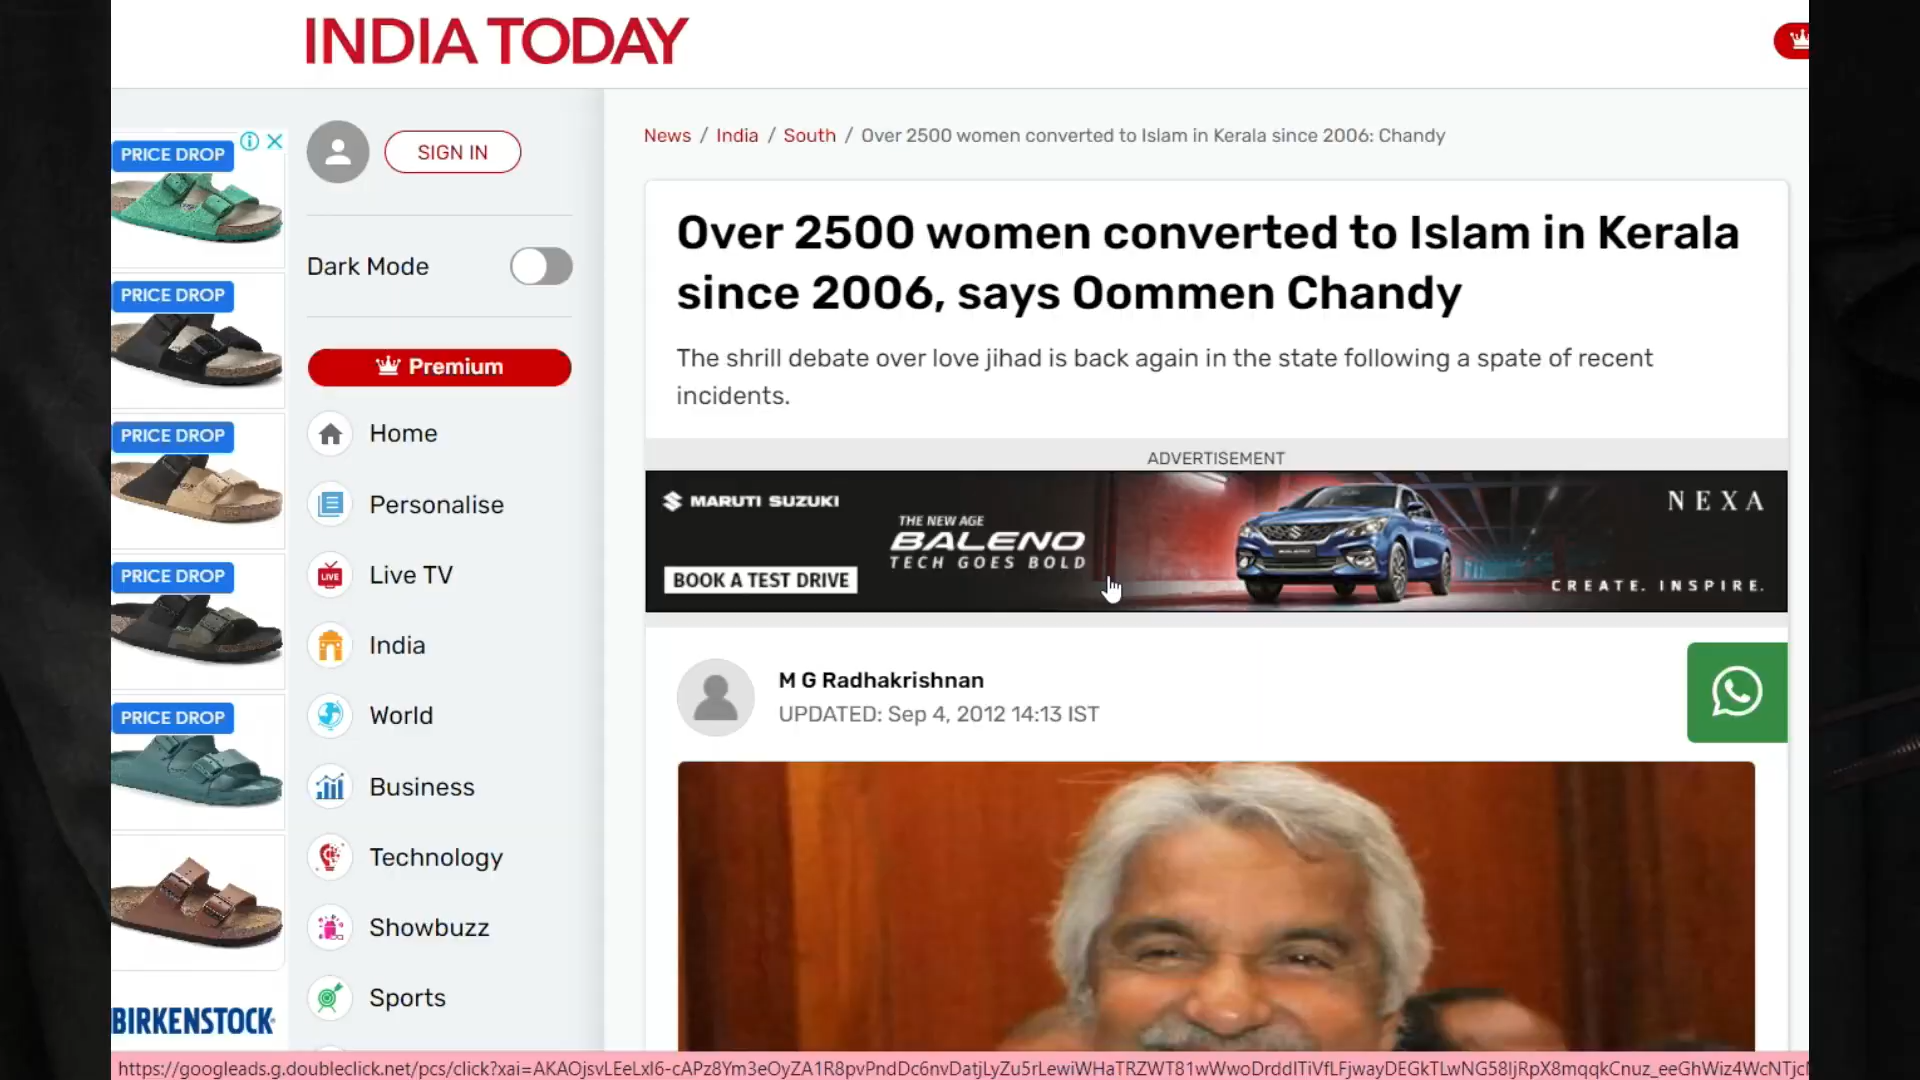 INDIA TODAY
PRICE DROP
PRICE DROP
PRICE DROP
PRICE DROP
PRICE DROP
BIRKENSTOCK
SIGN IN
Dark Mode
Premium
Home
Personalise
LIVE
Live TV
India
World
Business
Technology
Showbuzz
Sports
News / India / South / Over 2500 women converted to Islam in Kerala since 2006: Chandy
Over 2500 women converted to Islam in Kerala
since 2006, says Oommen Chandy
The shrill debate over love jihad is back again in the state following a spate of recent
incidents.
ADVERTISEMENT
MARUTI SUZUKI
THE NEW AGE
BALENO
TECH GOES BOLD
BOOK A TEST DRIVE
NEXA
CREATE. INSPIRE.
M G Radhakrishnan
UPDATED: Sep 4, 2012 14:13 IST